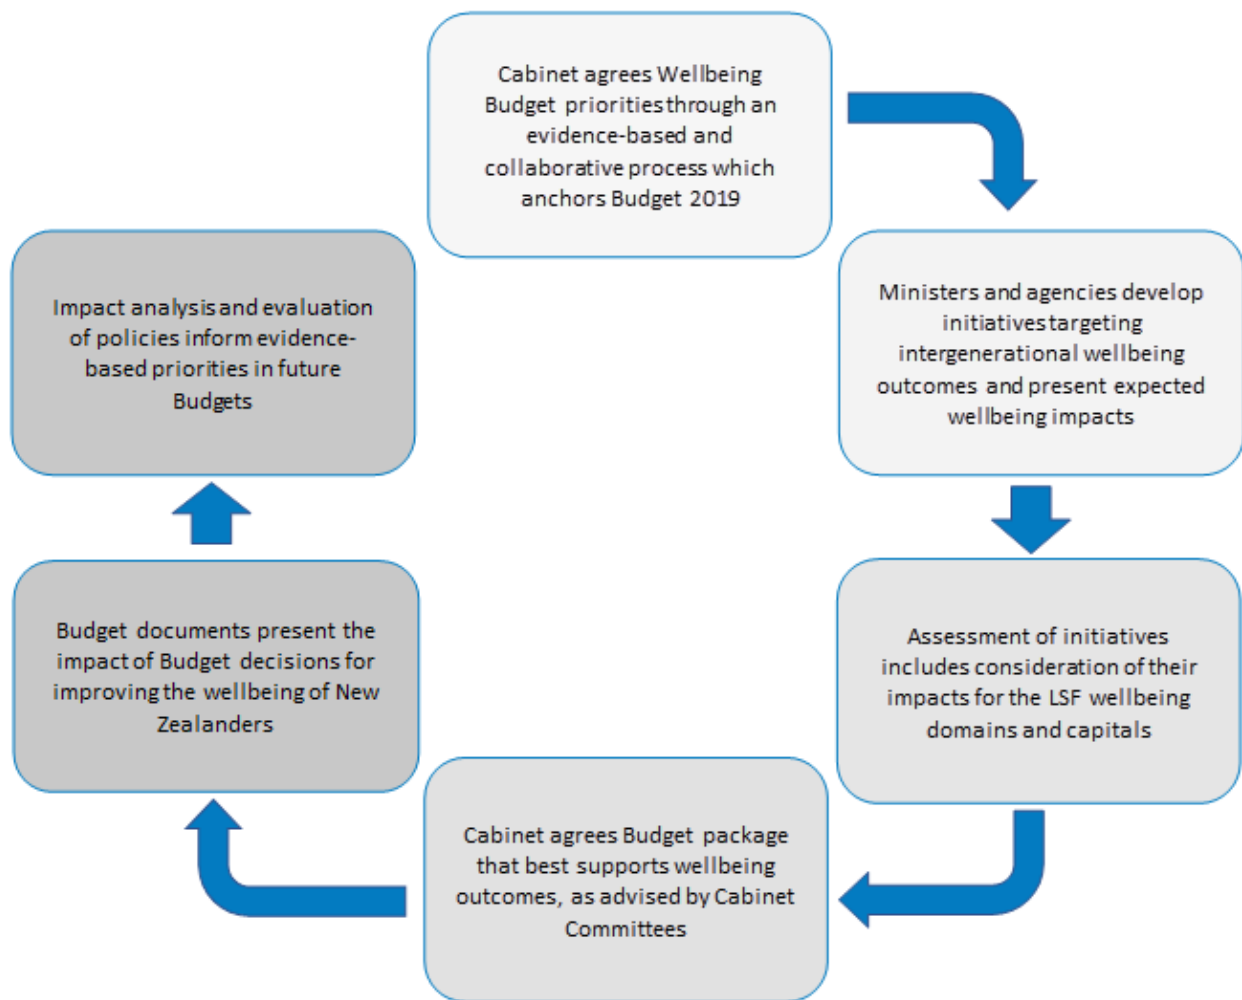 Cabinet agrees Wellbeing
Budget priorities through an
evidence-based and
collaborative process which
anchors Budget 2019
Ministers and agencies develop
initiatives targeting
intergenerational wellbeing
outcomes and present expected
wellbeing impacts
Assessment of initiatives
includes consideration of their
impacts for the LSF wellbeing
domains and capitals
Cabinet agrees Budget package
that best supports wellbeing
outcomes, as advised by Cabinet
Committees
Budget documents present the
impact of Budget decisions for
improving the wellbeing of New
Zealanders
Impact analysis and evaluation
of policies inform evidence-
based priorities in future
Budgets